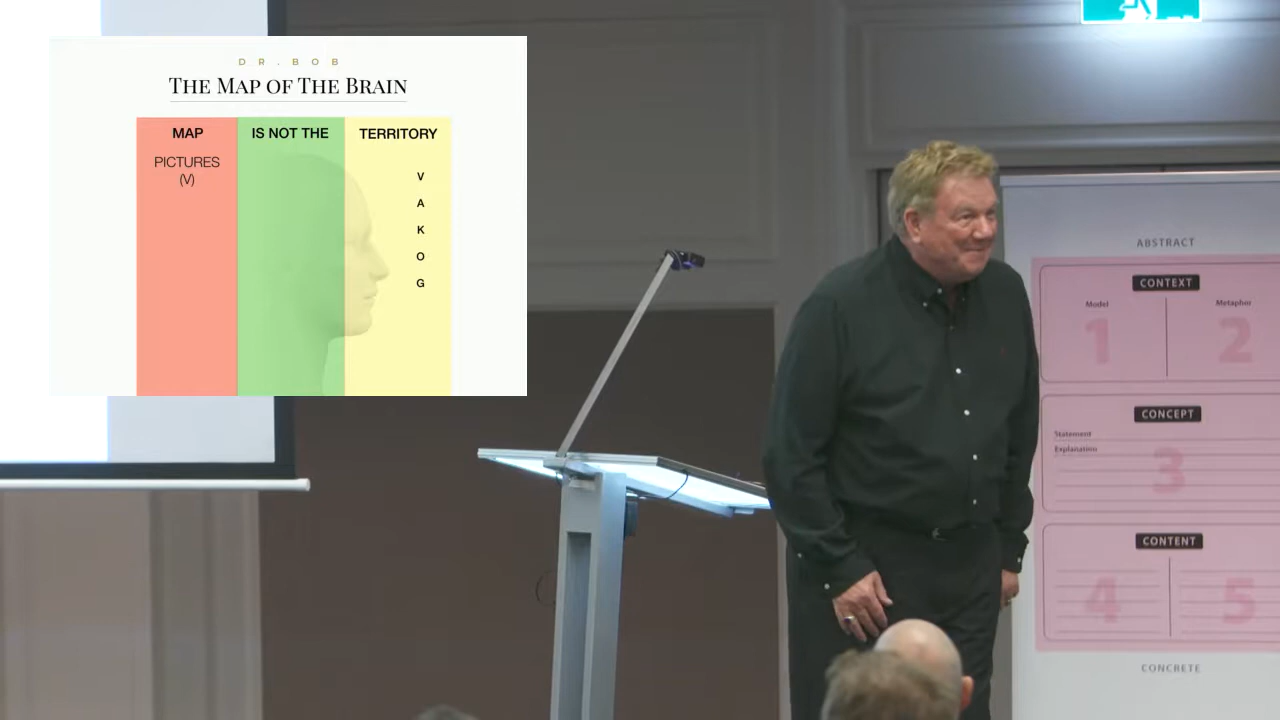 DR.BOB
THE MAP OF THE BRAIN
MAP IS NOT THE TERRITORY
PICTURES
(V)
V
A
K
O
G
ABSTRACT
CONTEXT
Model Metaphor
1 2
CONCEPT
Statement
Explanation
3
CONTENT
4 5
CONCRETE